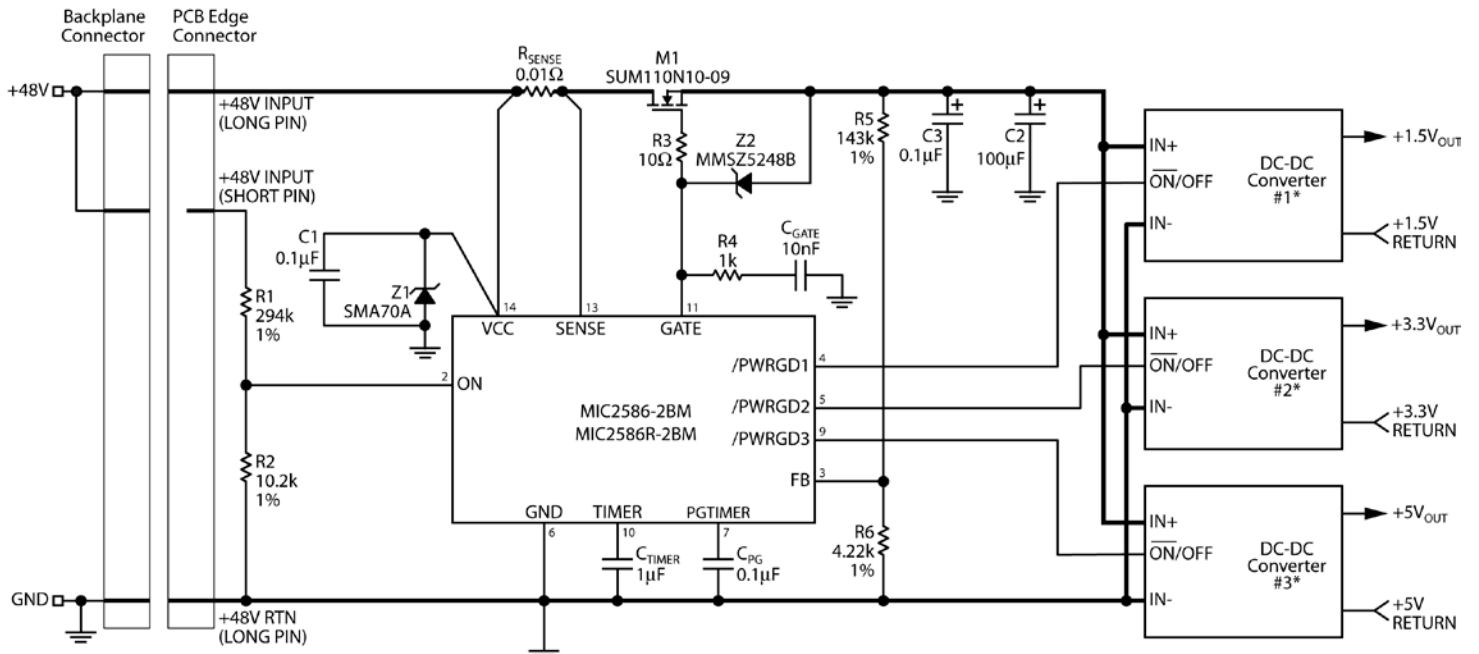 Backplane
Connector
PCB Edge
Connector
+48V
+48V INPUT
(LONG PIN)
+48V INPUT
(SHORT PIN)
RSENSE
0.01Ω
M1
SUM110N10-09
R3
10Ω
Z2
MMSZ5248B
R5
143k
1%
C3
0.1μF
C2
100μF
C1
0.1μF
Z1
SMA70A
R4
1k
CGATE
10nF
R1
294k
1%
R2
10.2k
1%
14
VCC
13
SENSE
11
GATE
2
ON
/PWRGD1
4
/PWRGD2
5
/PWRGD3
9
FB
3
MIC2586-2BM
MIC2586R-2BM
GND
6
TIMER
10
PGTIMER
7
CTIMER
1μF
CPG
0.1μF
R6
4.22k
1%
GND
+48V RTN
(LONG PIN)
IN+
ON/OFF
IN-
DC-DC
Converter
#1*
+1.5VOUT
+1.5V
RETURN
IN+
ON/OFF
IN-
DC-DC
Converter
#2*
+3.3VOUT
+3.3V
RETURN
IN+
ON/OFF
IN-
DC-DC
Converter
#3*
+5VOUT
+5V
RETURN